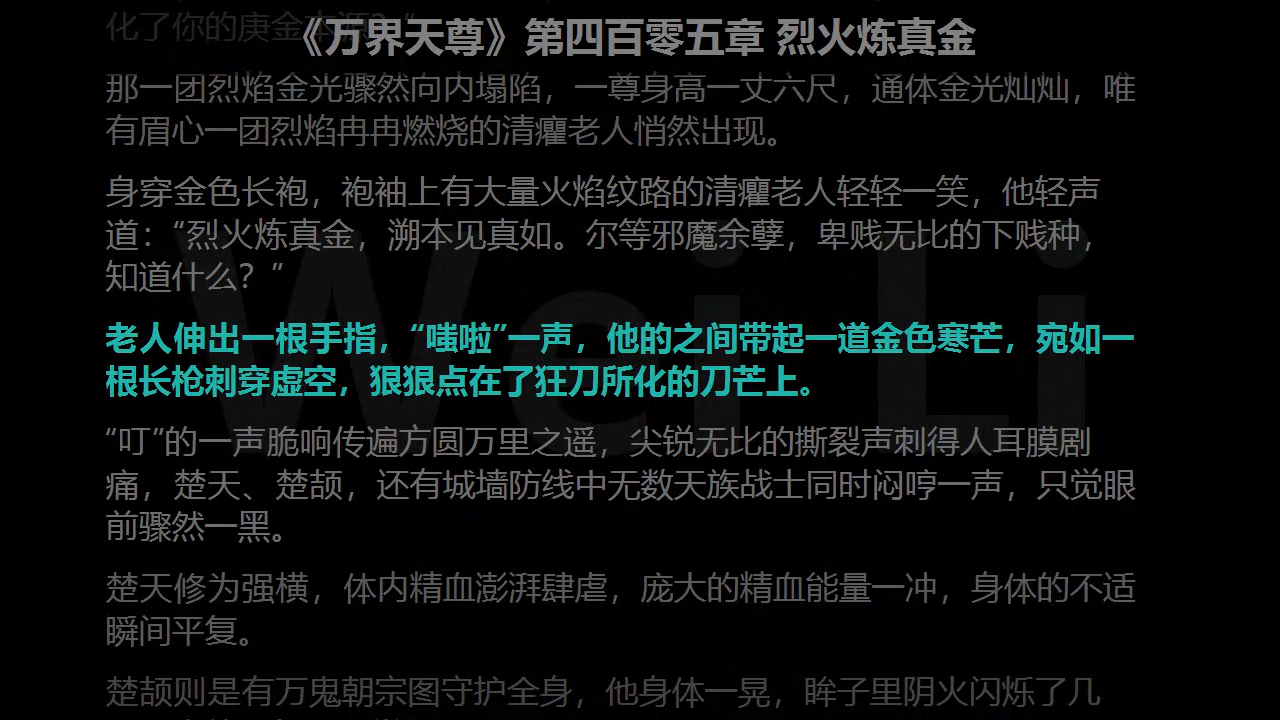 化了你的庚金本源？”
《万界天尊》第四百零五章 烈火炼真金
那一团烈焰金光骤然向内塌陷，一尊身高一丈六尺，通体金光灿灿，唯
有眉心一团烈焰冉冉燃烧的清癯老人悄然出现。
身穿金色长袍，袍袖上有大量火焰纹路的清癯老人轻轻一笑，他轻声
道：“烈火炼真金，溯本见真如。尔等邪魔余孽，卑贱无比的下贱种，
知道什么？”
老人伸出一根手指，“嗤啦”一声，他的之间带起一道金色寒芒，宛如一
根长枪刺穿虚空，狠狠点在了狂刀所化的刀芒上。
“叮”的一声脆响传遍方圆万里之遥，尖锐无比的撕裂声刺得人耳膜剧
痛，楚天、楚颉，还有城墙防线中无数天族战士同时闷哼一声，只觉眼
前骤然一黑。
楚天修为强横，体内精血澎湃肆虐，庞大的精血能量一冲，身体的不适
瞬间平复。
楚颉则是有万鬼朝宗图守护全身，他身体一晃，眸子里阴火闪烁了几
Wei Li